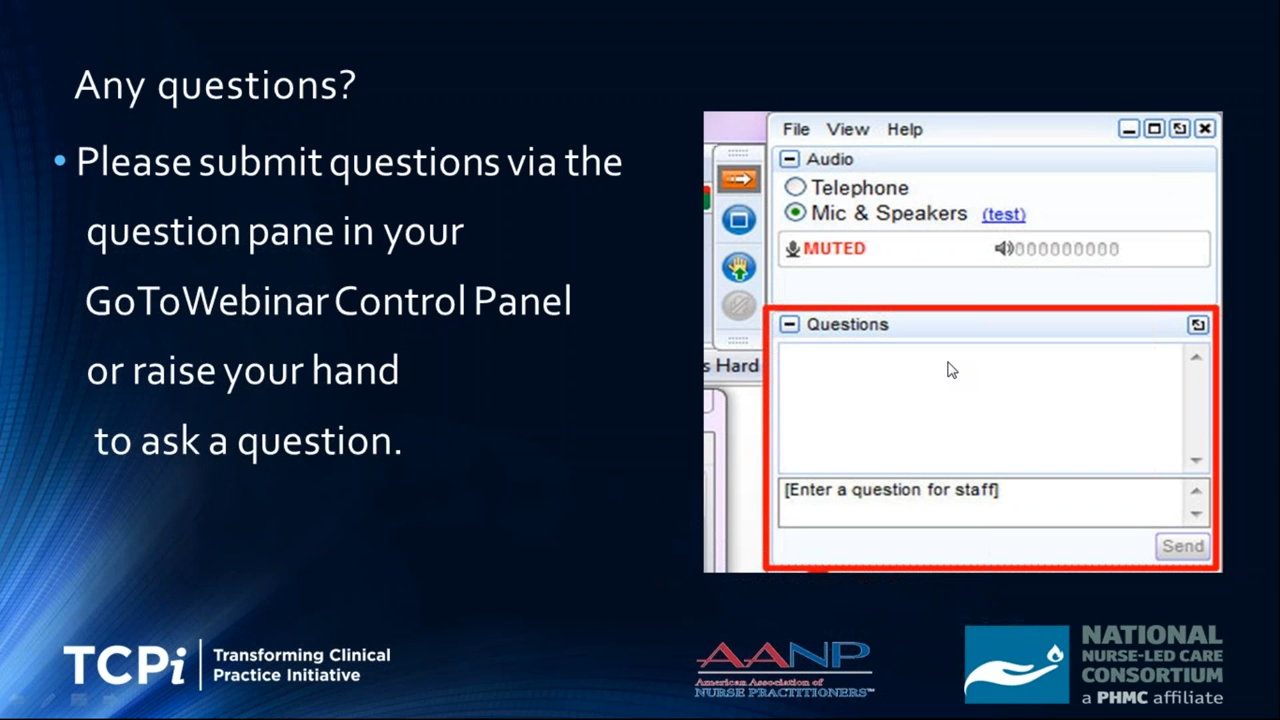 Any questions?
• Please submit questions via the
question pane in your
GoToWebinar Control Panel
or raise your hand
to ask a question.
File View Help
Audio
Telephone
Mic & Speakers (test)
MUTED 000000000
s Hard
Questions
[Enter a question for staff]
Send
TCPi
Transforming Clinical
Practice Initiative
AANP
American Association of
NURSE PRACTITIONERS™
NATIONAL
NURSE-LED CARE
CONSORTIUM
a PHMC affiliate